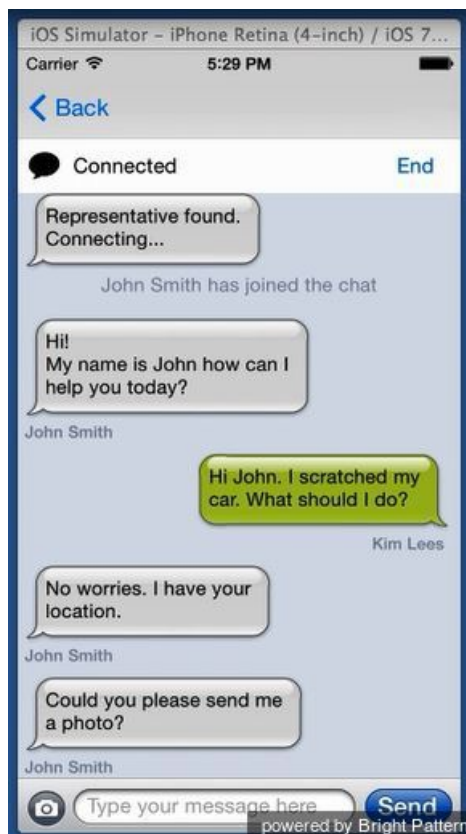 iOS Simulator – iPhone Retina (4-inch) / iOS 7...
Carrier 5:29 PM
Back
Connected End
Representative found.
Connecting...
John Smith has joined the chat
Hi!
My name is John how can I
help you today?
John Smith
Hi John. I scratched my
car. What should I do?
Kim Lees
No worries. I have your
location.
John Smith
Could you please send me
a photo?
John Smith
Type your message here Send
powered by Bright Pattern